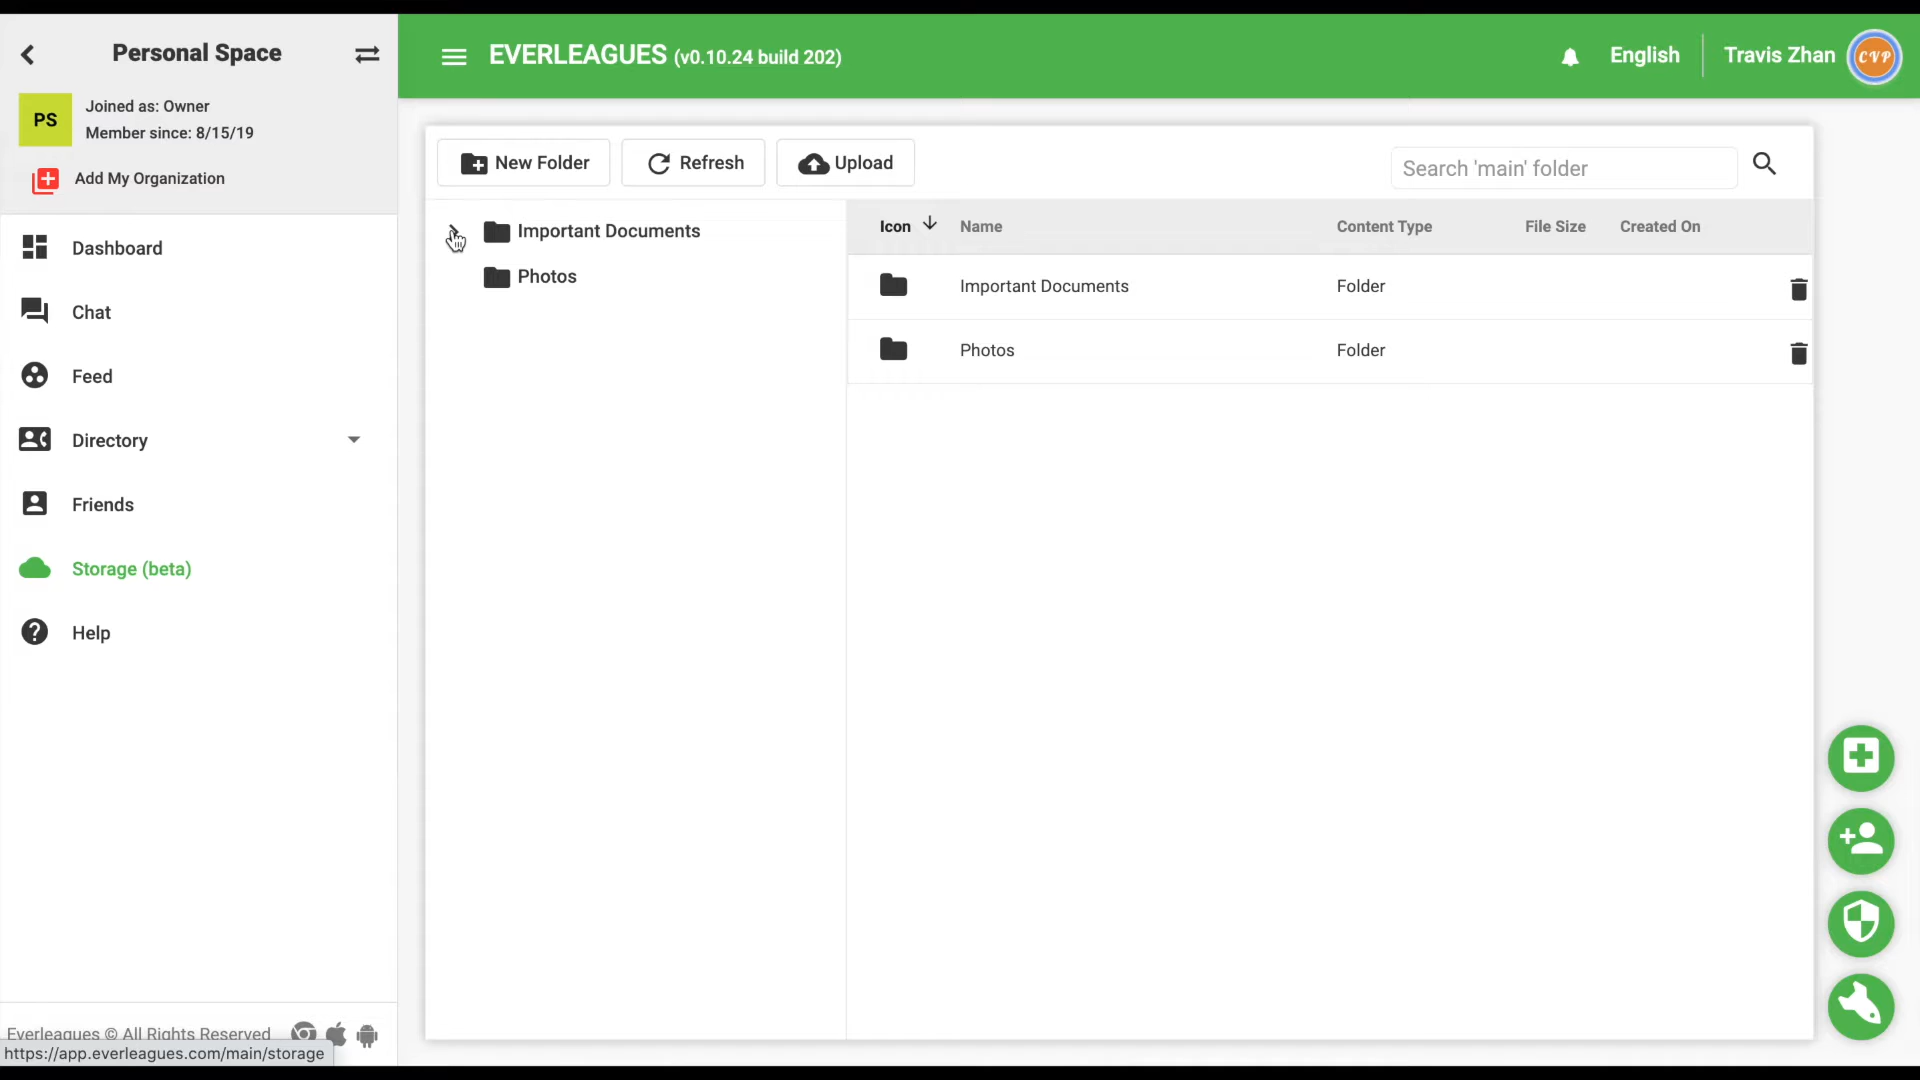 Personal Space
PS
Joined as: Owner
Member since: 8/15/19
Add My Organization
Dashboard
Chat
Feed
Directory
Friends
Storage (beta)
Help
Everleagues © All Rights Reserved
https://app.everleagues.com/main/storage
EVERLEAGUES (v0.10.24 build 202)
English
Travis Zhan
CVP
New Folder
Refresh
Upload
Search 'main' folder
Important Documents
Photos
Icon Name Content Type File Size Created On
Important Documents Folder
Photos Folder